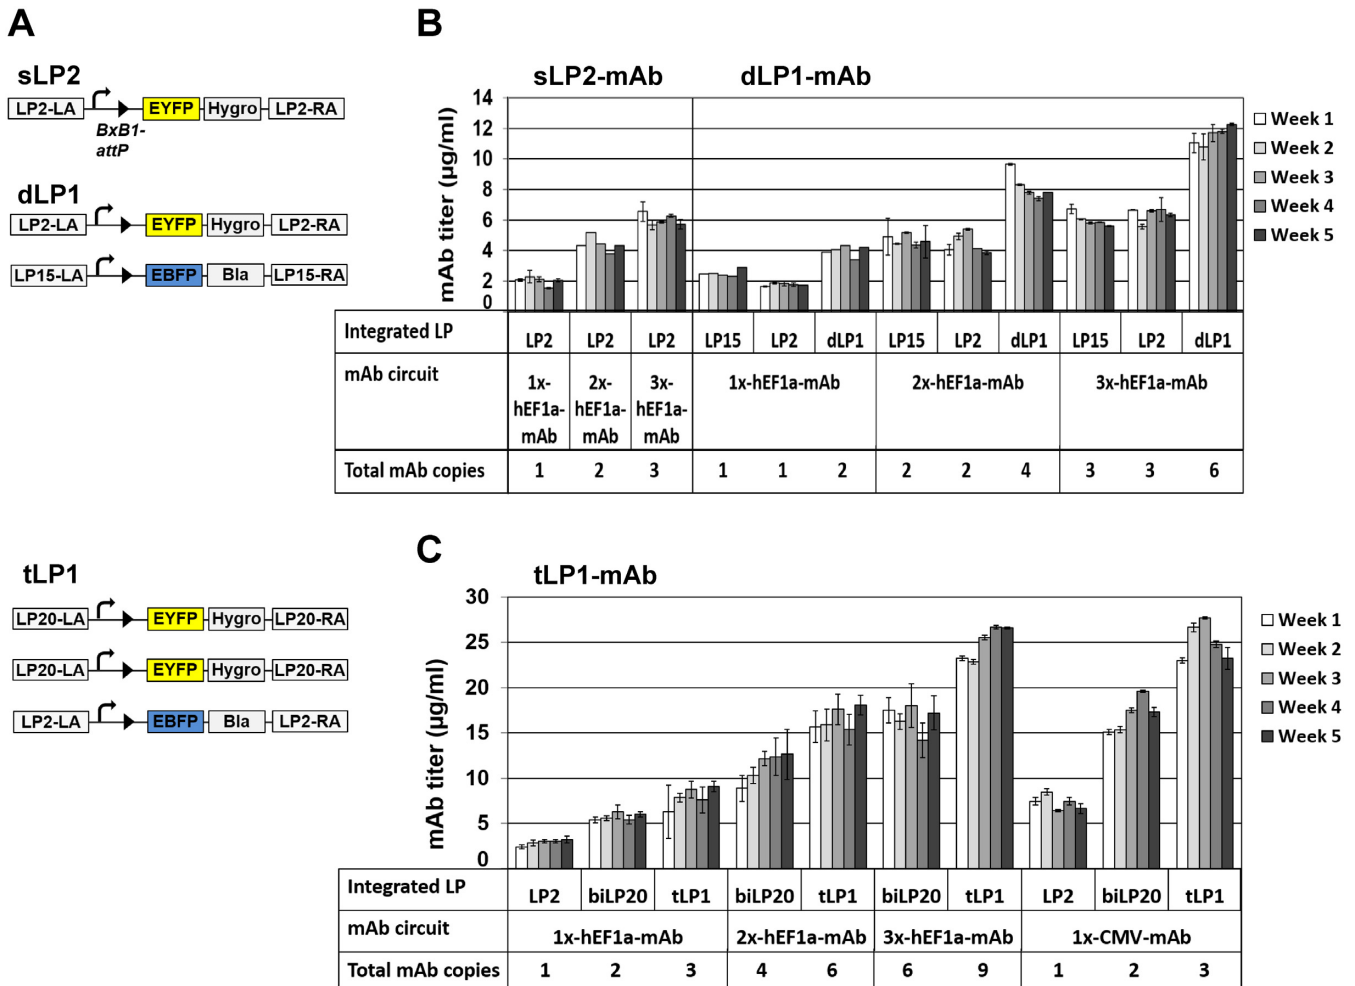 A
sLP2
LP2-LA EYFP Hygro LP2-RA
BxB1-
attP
dLP1
LP2-LA EYFP Hygro LP2-RA
LP15-LA EBFP Bla LP15-RA
B
sLP2-mAb dLP1-mAb
mAb titer (µg/ml)
14
12
10
8
6
4
2
0
Week 1
Week 2
Week 3
Week 4
Week 5
Integrated LP LP2 LP2 LP2 LP15 LP2 dLP1 LP15 LP2 dLP1 LP15 LP2 dLP1
mAb circuit 1x- 2x- 3x- 1x-hEF1a-mAb 2x-hEF1a-mAb 3x-hEF1a-mAb
hEF1a- hEF1a- hEF1a-
mAb mAb mAb
Total mAb copies 1 2 3 1 1 2 2 2 4 3 3 6
tLP1
LP20-LA EYFP Hygro LP20-RA
LP20-LA EYFP Hygro LP20-RA
LP2-LA EBFP Bla LP2-RA
C
tLP1-mAb
mAb titer (µg/ml)
30
25
20
15
10
5
0
Week 1
Week 2
Week 3
Week 4
Week 5
Integrated LP LP2 biLP20 tLP1 biLP20 tLP1 biLP20 tLP1 LP2 biLP20 tLP1
mAb circuit 1x-hEF1a-mAb 2x-hEF1a-mAb 3x-hEF1a-mAb 1x-CMV-mAb
Total mAb copies 1 2 3 4 6 6 9 1 2 3